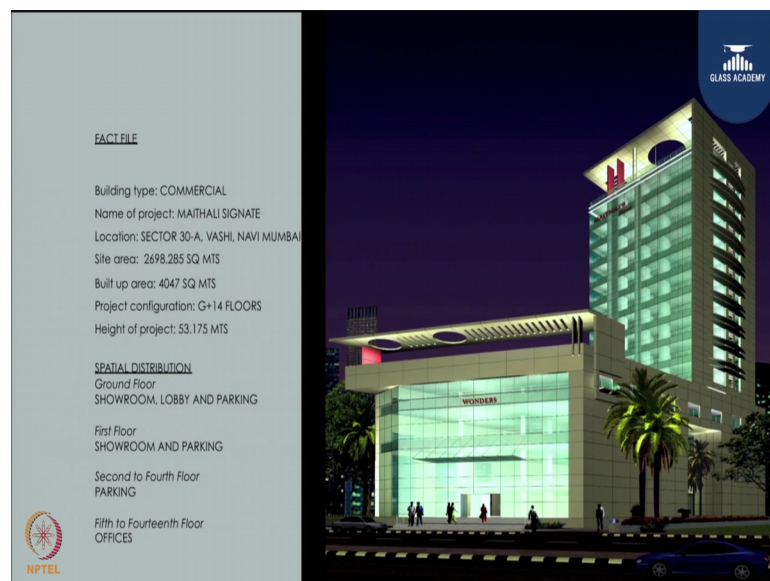 FACT FILE
Building type: COMMERCIAL
Name of project: MAITHALI SIGNATE
Location: SECTOR 30-A, VASHI, NAVI MUMBAI
Site area: 2698.285 SQ MTS
Built up area: 4047 SQ MTS
Project configuration: G+14 FLOORS
Height of project: 53.175 MTS
SPATIAL DISTRIBUTION
Ground Floor
SHOWROOM, LOBBY AND PARKING
First Floor
SHOWROOM AND PARKING
Second to Fourth Floor
PARKING
Fifth to Fourteenth Floor
OFFICES
NPTEL
GLASS ACADEMY
WONDERS